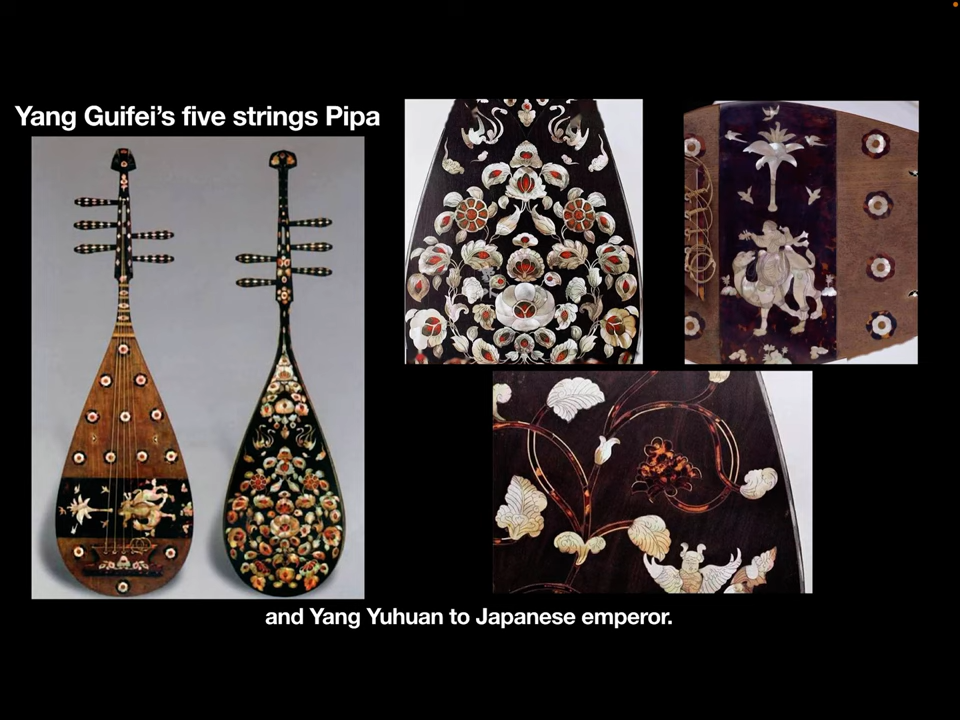 Yang Guifei’s five strings Pipa
and Yang Yuhuan to Japanese emperor.